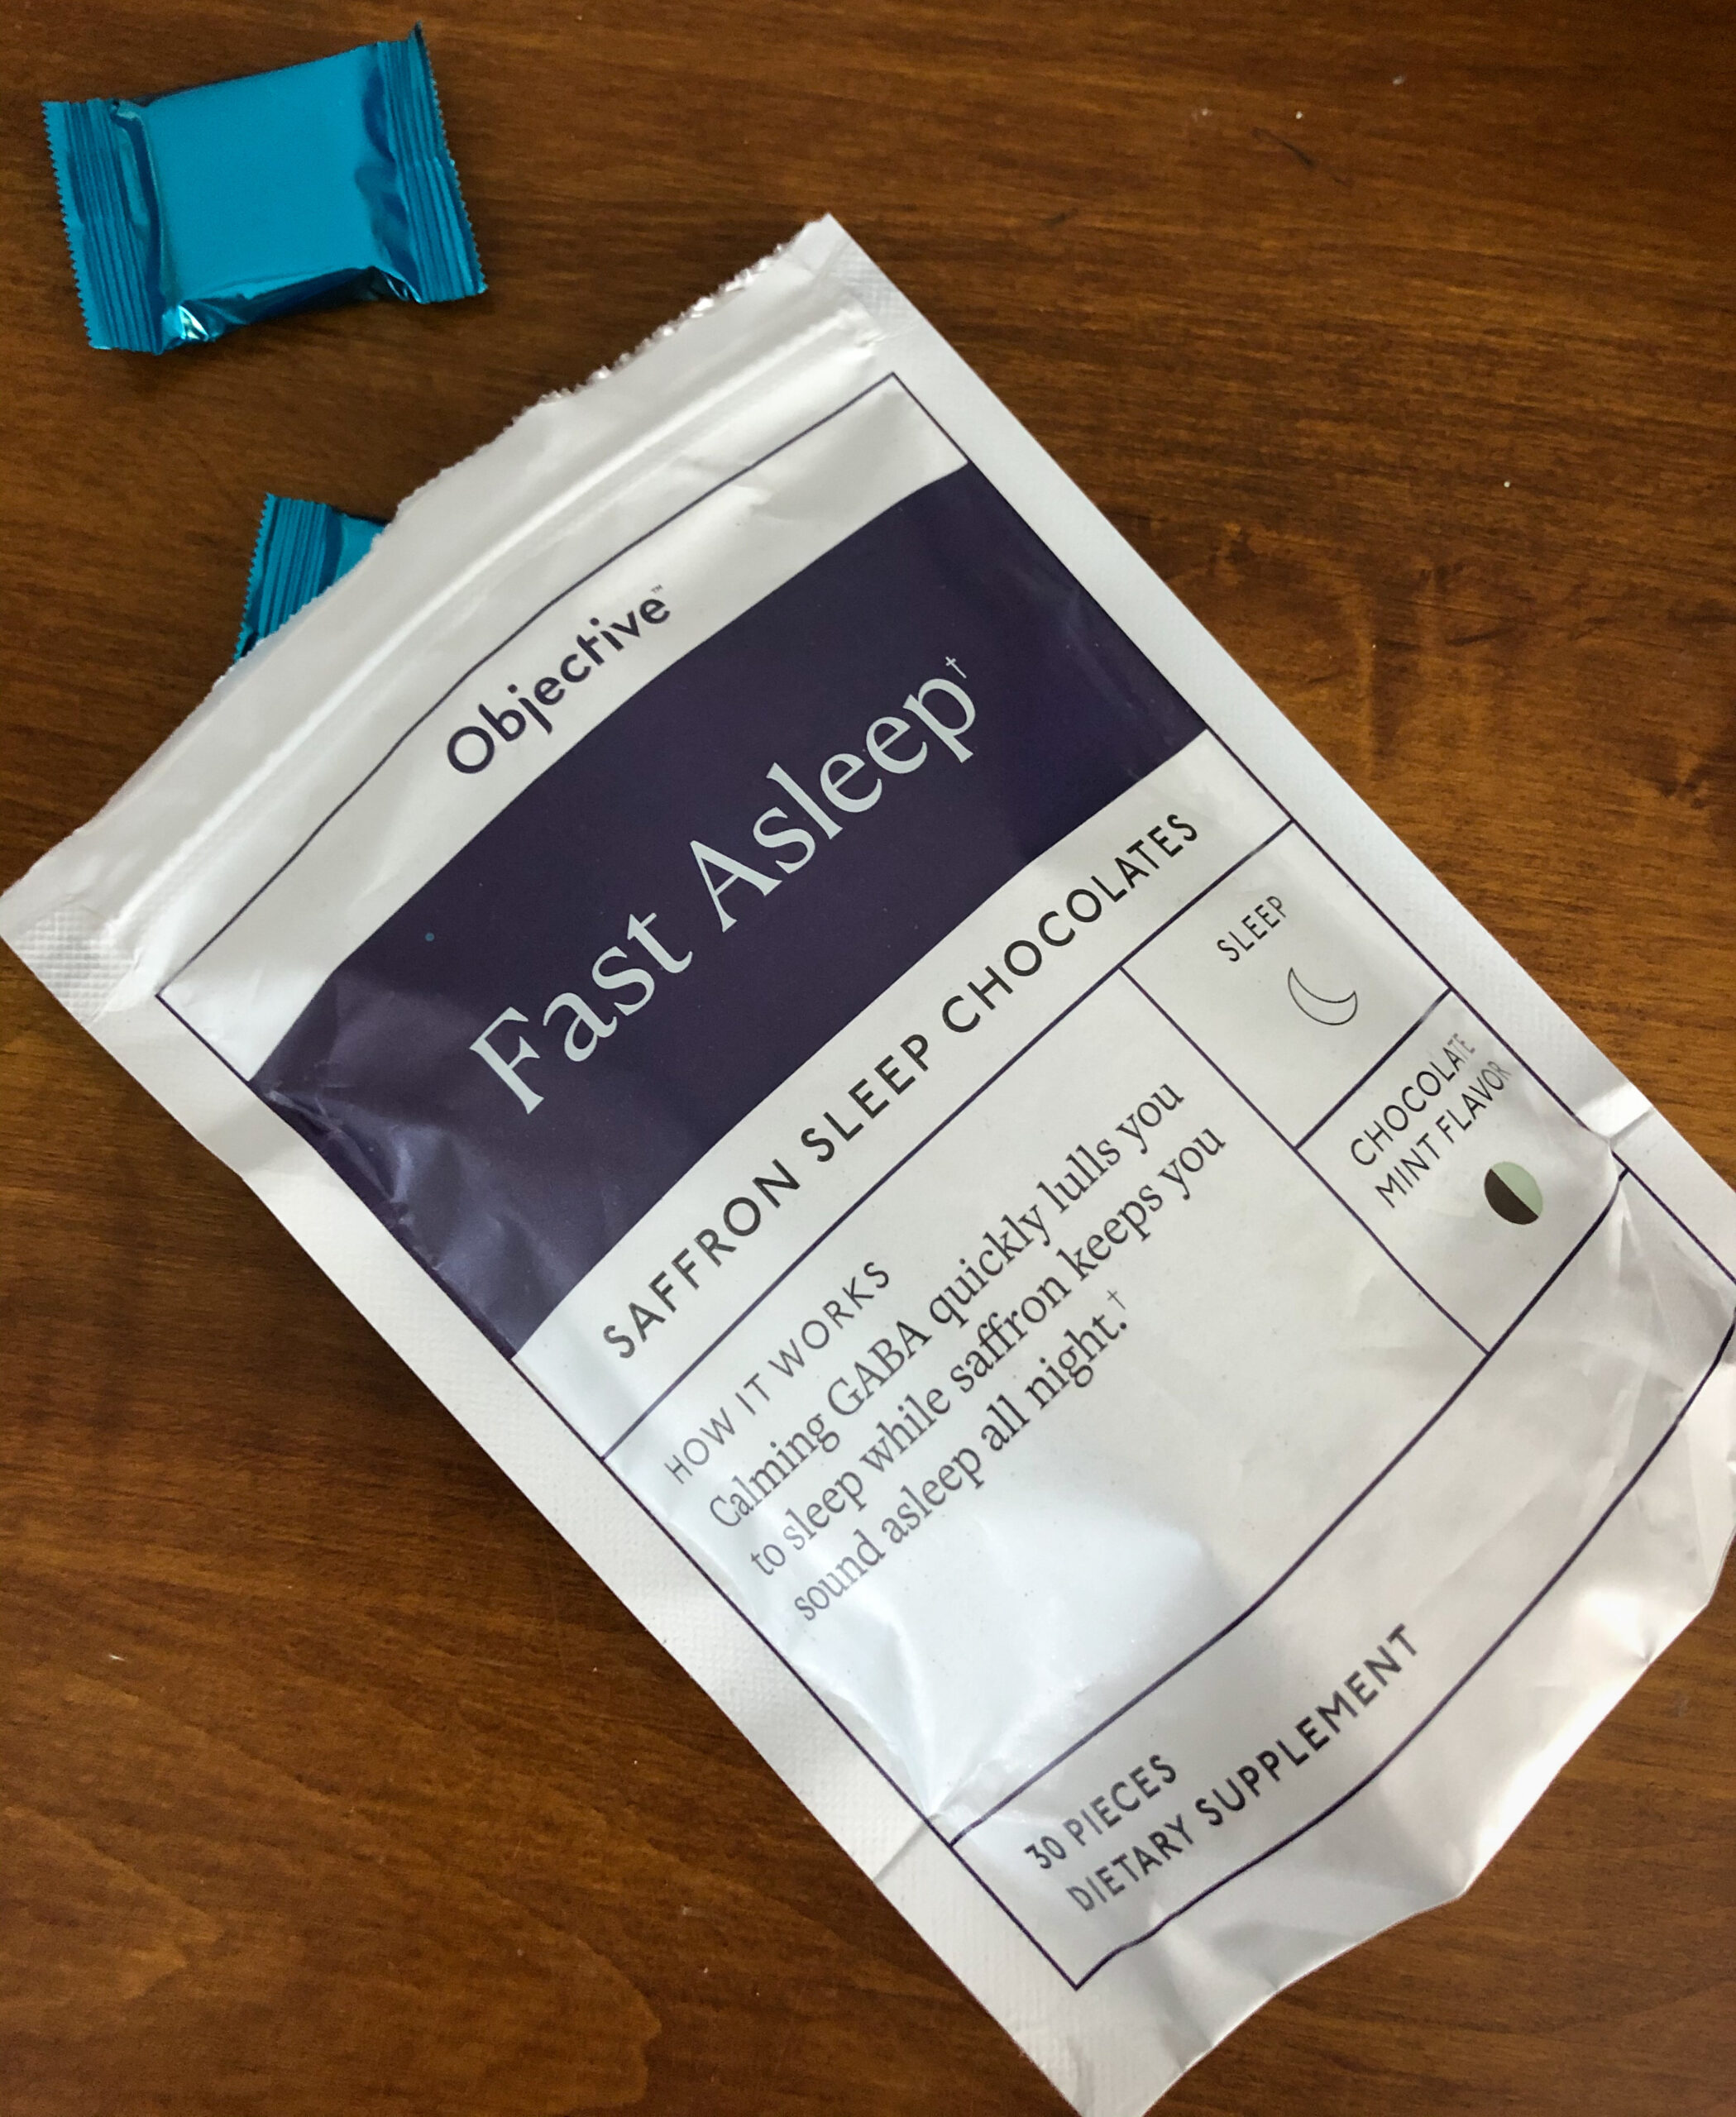 Objective™
Fast Asleep†
SAFFRON SLEEP CHOCOLATES
HOW IT WORKS
Calming GABA quickly lulls you
to sleep while saffron keeps you
sound asleep all night.†
SLEEP
CHOCOLATE
MINT FLAVOR
30 PIECES
DIETARY SUPPLEMENT